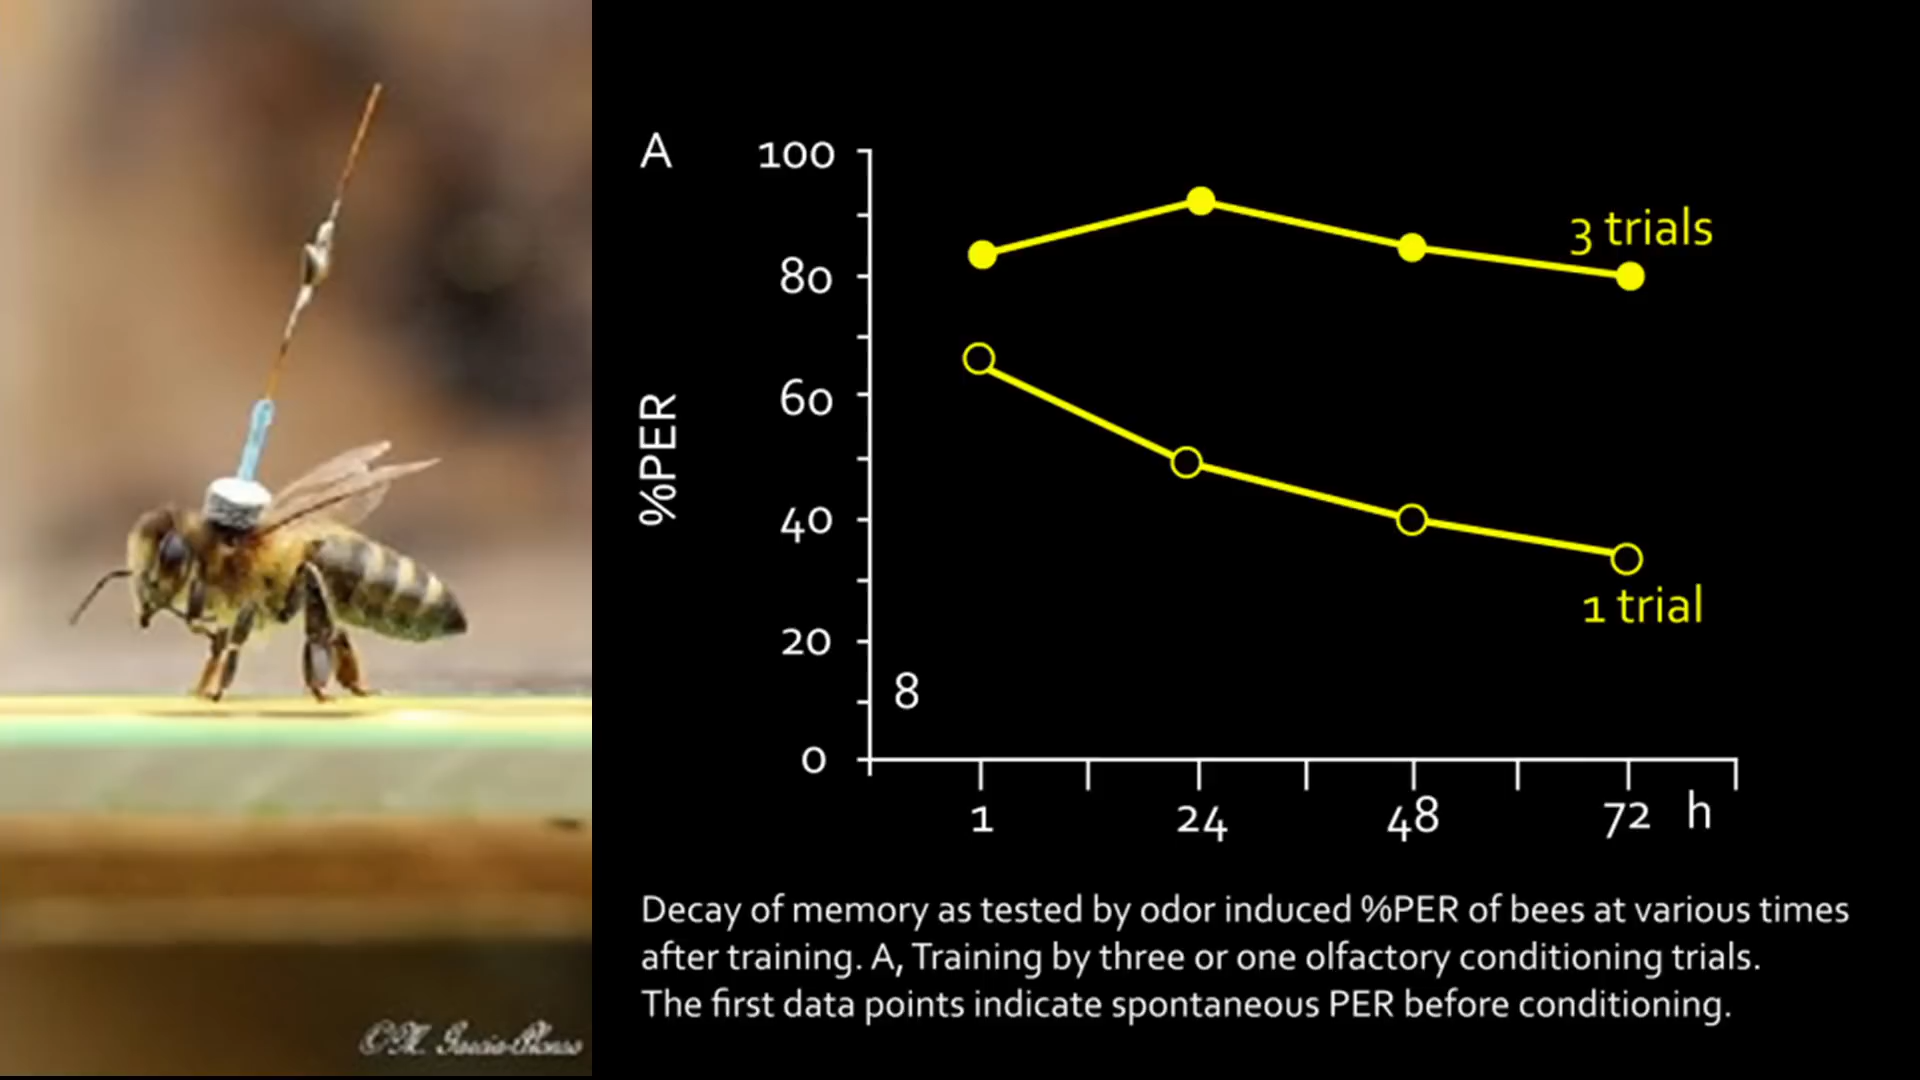 A
100
80
60
40
20
0
%PER
3 trials
1 trial
8
1 24 48 72 h
Decay of memory as tested by odor induced %PER of bees at various times
after training. A, Training by three or one olfactory conditioning trials.
The first data points indicate spontaneous PER before conditioning.